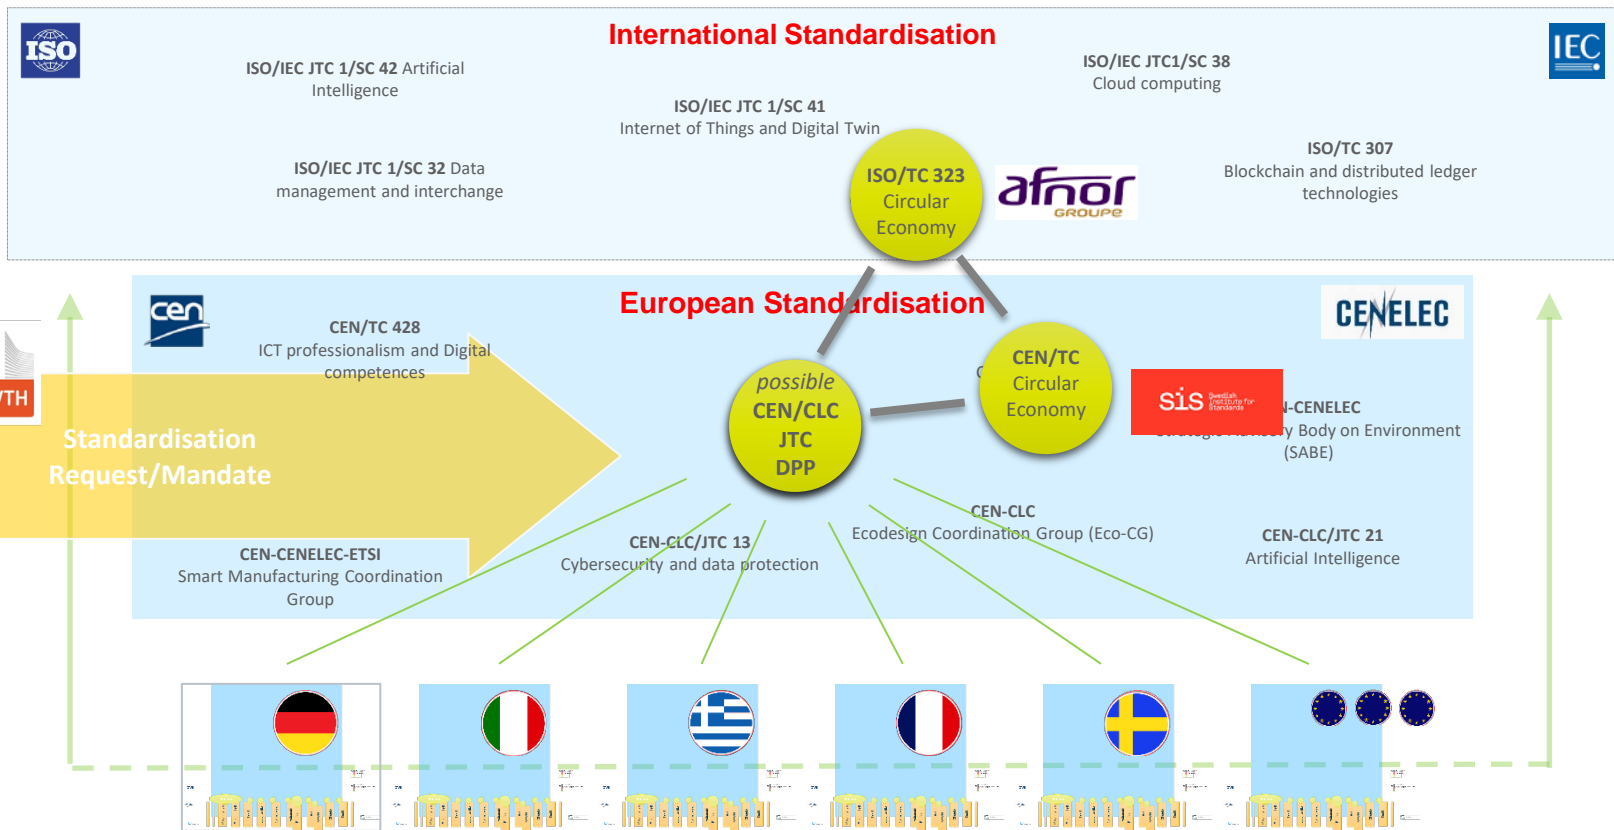 International Standardisation
ISO
IEC
ISO/IEC JTC 1/SC 42 Artificial
Intelligence
ISO/IEC JTC1/SC 38
Cloud computing
ISO/IEC JTC 1/SC 41
Internet of Things and Digital Twin
ISO/IEC JTC 1/SC 32 Data
management and interchange
ISO/TC 323
Circular
Economy
afnor
GROUPE
ISO/TC 307
Blockchain and distributed ledger
technologies
European Standardisation
cen
CENELEC
CEN/TC 428
ICT professionalism and Digital
competences
CEN/TC
Circular
Economy
possible
CEN/CLC
JTC
DPP
sis Swedish
Institute for
Standards
N-CENELEC
y Body on Environment
(SABE)
WTH
Standardisation
Request/Mandate
CEN-CLC
Ecodesign Coordination Group (Eco-CG)
CEN-CLC/JTC 21
Artificial Intelligence
CEN-CLC/JTC 13
Cybersecurity and data protection
CEN-CENELEC-ETSI
Smart Manufacturing Coordination
Group